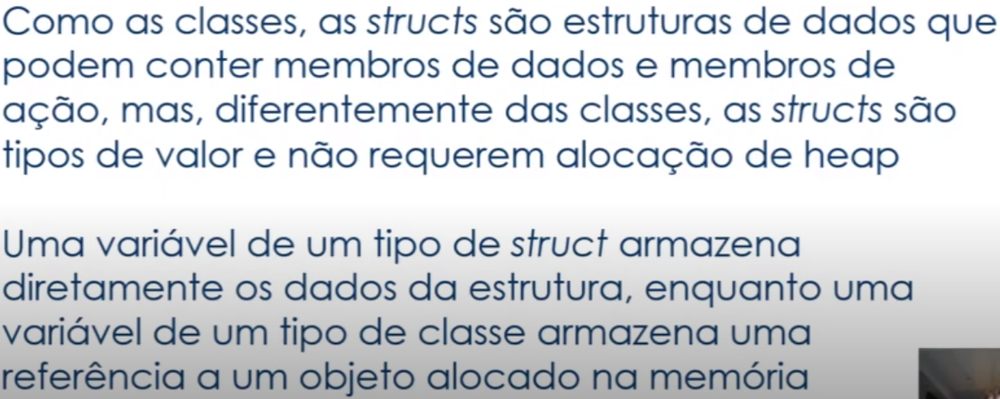 Como as classes, as structs são estruturas de dados que
podem conter membros de dados e membros de
ação, mas, diferentemente das classes, as structs são
tipos de valor e não requerem alocação de heap
Uma variável de um tipo de struct armazena
diretamente os dados da estrutura, enquanto uma
variável de um tipo de classe armazena uma
referência a um objeto alocado na memória